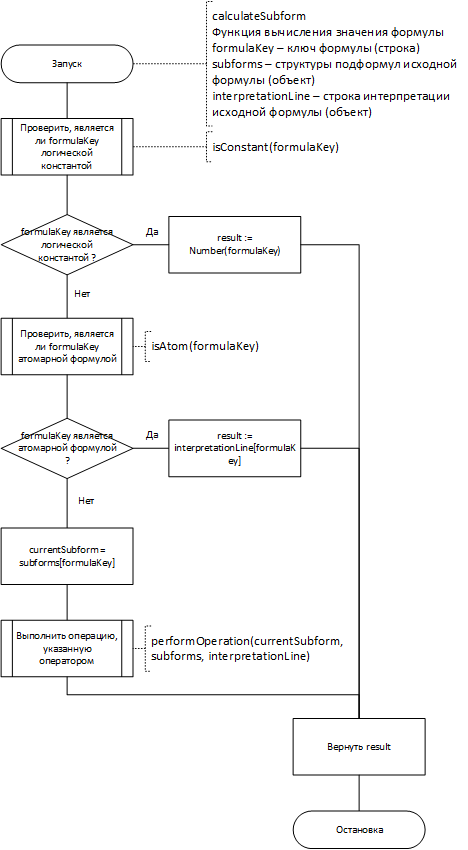 calculateSubform
Функция вычисления значения формулы
formulaKey – ключ формулы (строка)
subforms – структуры подформул исходной
формулы (объект)
interpretationLine – строка интерпретации
исходной формулы (объект)
Запуск
Проверить, является
ли formulaKey
логической
константой
isConstant(formulaKey)
formulaKey является
логической
константой ?
Да
result :=
Number(formulaKey)
Нет
Проверить, является
ли formulaKey
атомарной формулой
isAtom(formulaKey)
formulaKey является
атомарной формулой
?
Да
result :=
interpretationLine[formulaK
ey]
Нет
currentSubform =
subforms[formulaKey]
Выполнить операцию,
указанную
оператором
performOperation(currentSubform,
subforms, interpretationLine)
Вернуть result
Остановка